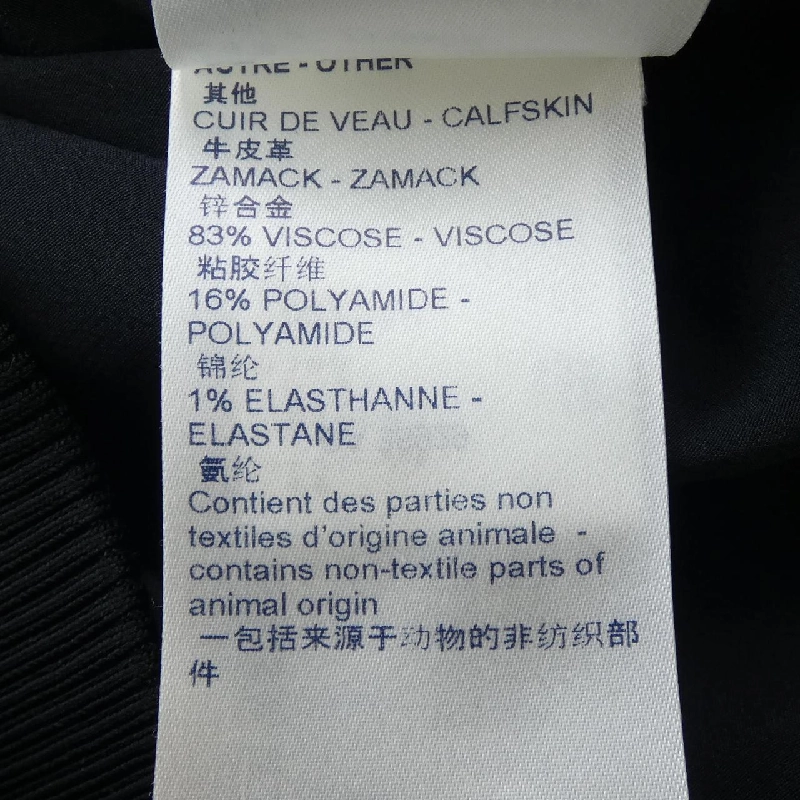 AUTRE - OTHER
其他
CUIR DE VEAU - CALFSKIN
牛皮革
ZAMACK - ZAMACK
锌合金
83% VISCOSE - VISCOSE
粘胶纤维
16% POLYAMIDE -
POLYAMIDE
锦纶
1% ELASTHANNE -
ELASTANE
氨纶
Contient des parties non
textiles d'origine animale -
contains non-textile parts of
animal origin
一包括来源于动物的非纺织部
件